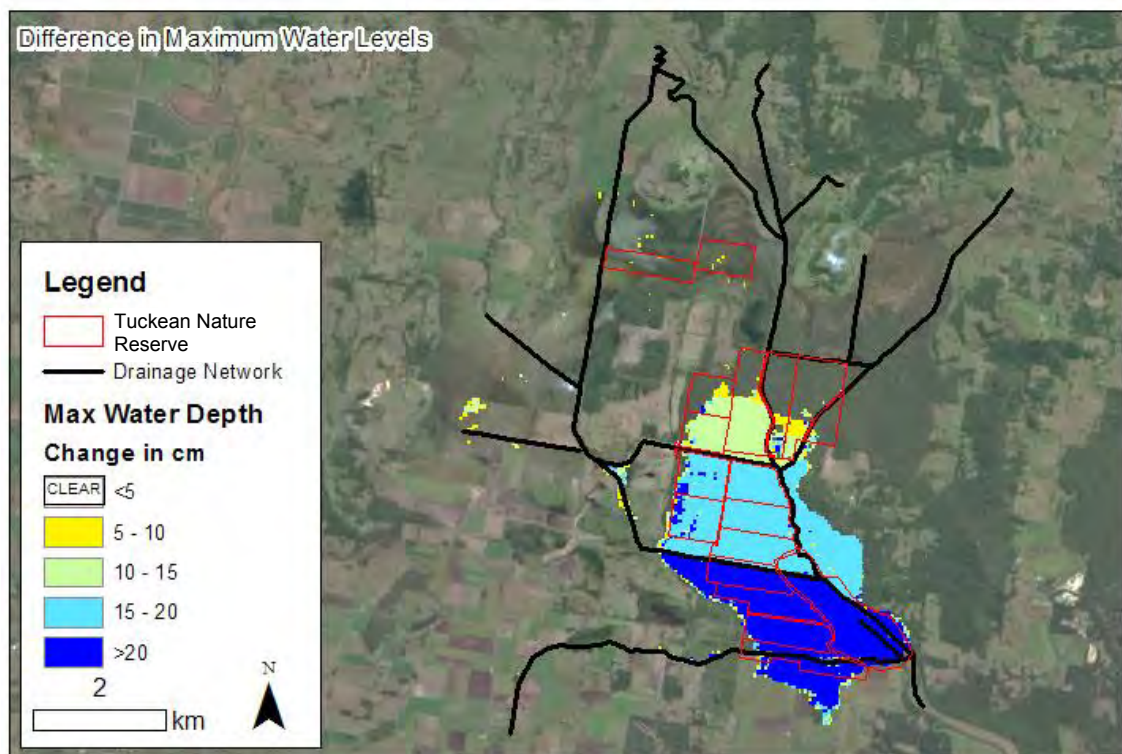 Difference in Maximum Water Levels
Legend
Tuckean Nature
Reserve
Drainage Network
Max Water Depth
Change in cm
CLEAR <5
5 - 10
10 - 15
15 - 20
>20
2
km
N